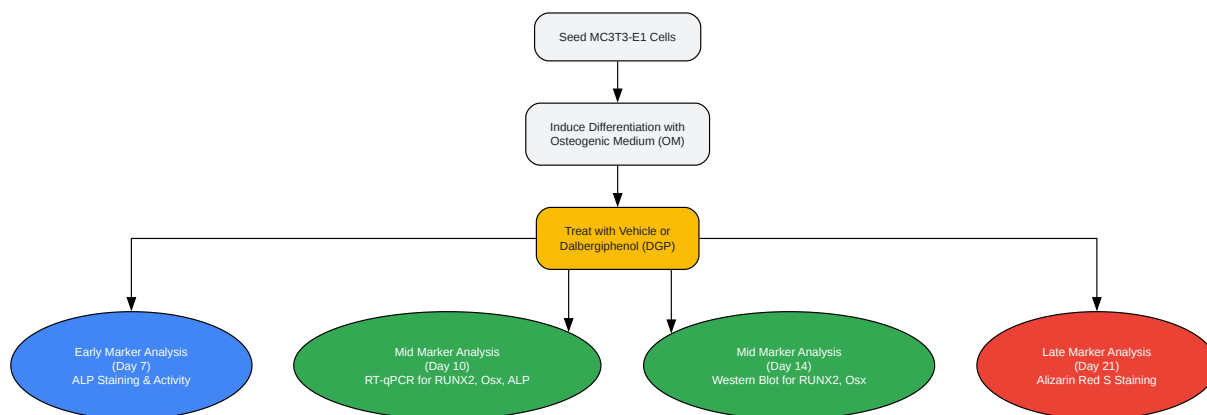 Seed MC3T3-E1 Cells
Induce Differentiation with
Osteogenic Medium (OM)
Treat with Vehicle or
Dalbergiphenol (DGP)
Early Marker Analysis
(Day 7)
ALP Staining & Activity
Mid Marker Analysis
(Day 10)
RT-qPCR for RUNX2, Osx, ALP
Mid Marker Analysis
(Day 14)
Western Blot for RUNX2, Osx
Late Marker Analysis
(Day 21)
Alizarin Red S Staining